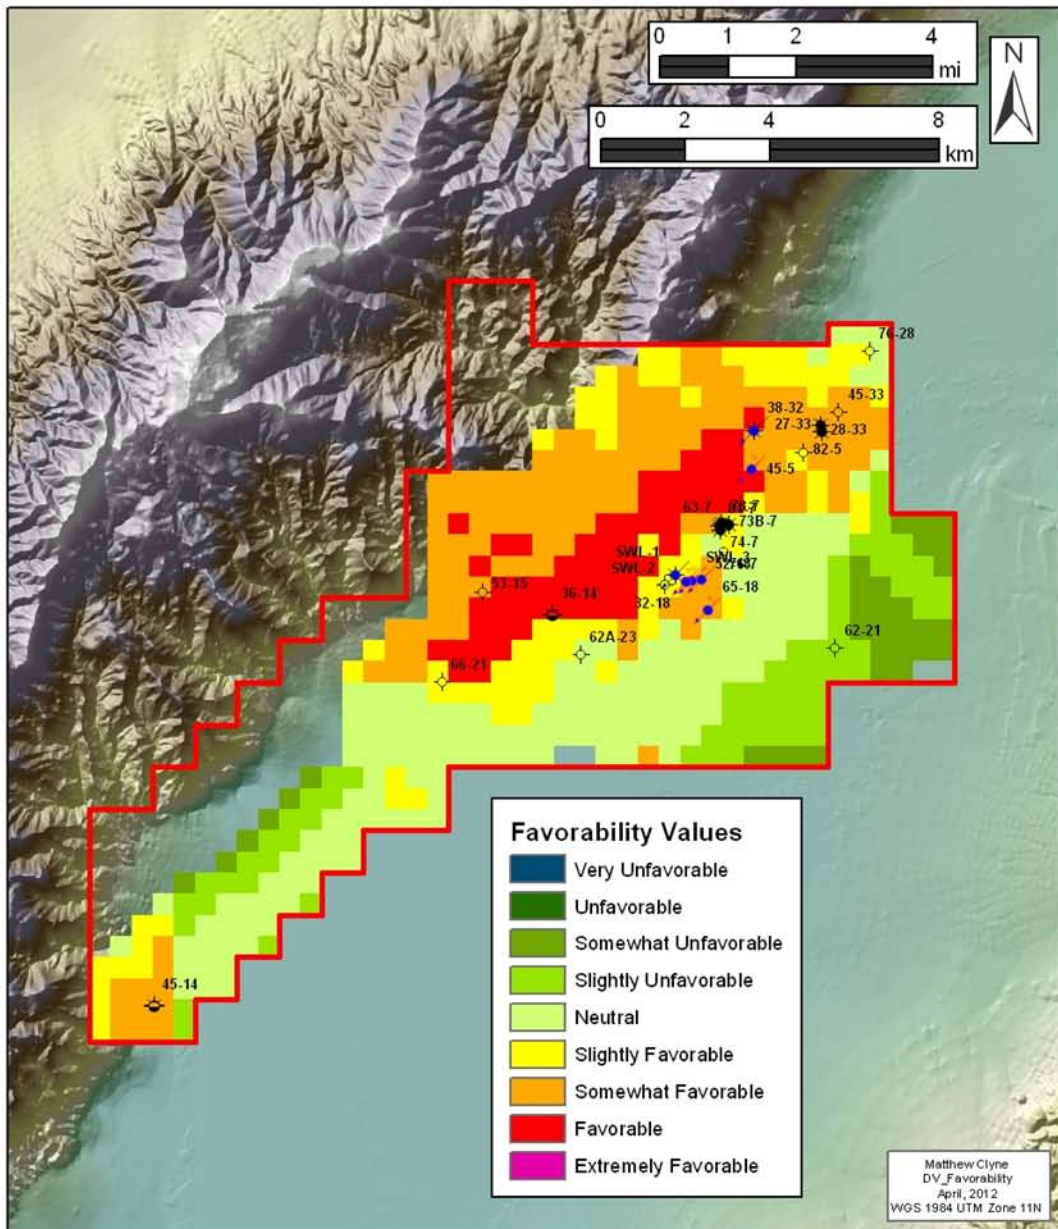 0 1 2 4
mi
N
0 2 4 8
km
76-28
45-33
38-32
27-33
28-33
82-5
45-5
63-7
73B-7
74-7
SWL-1
SWL-3
SWL-2
53-15
65-18
36-14
32-18
62A-23
62-21
66-21
45-14
Favorability Values
Very Unfavorable
Unfavorable
Somewhat Unfavorable
Slightly Unfavorable
Neutral
Slightly Favorable
Somewhat Favorable
Favorable
Extremely Favorable
Matthew Clyne
DV_Favorability
April, 2012
WGS 1984 UTM Zone 11N